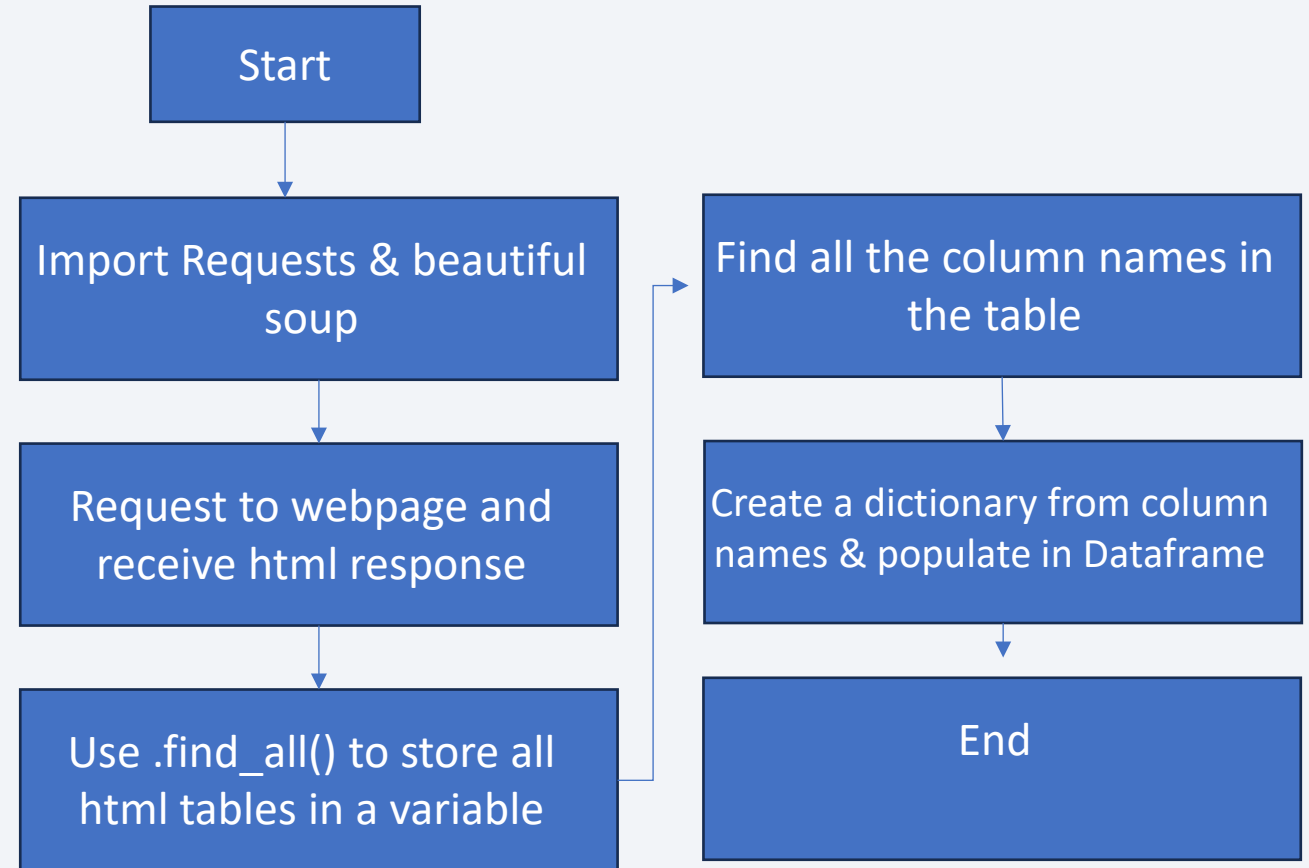 Start
Import Requests & beautiful
soup
Request to webpage and
receive html response
Use .find_all() to store all
html tables in a variable
Find all the column names in
the table
Create a dictionary from column
names & populate in Dataframe
End